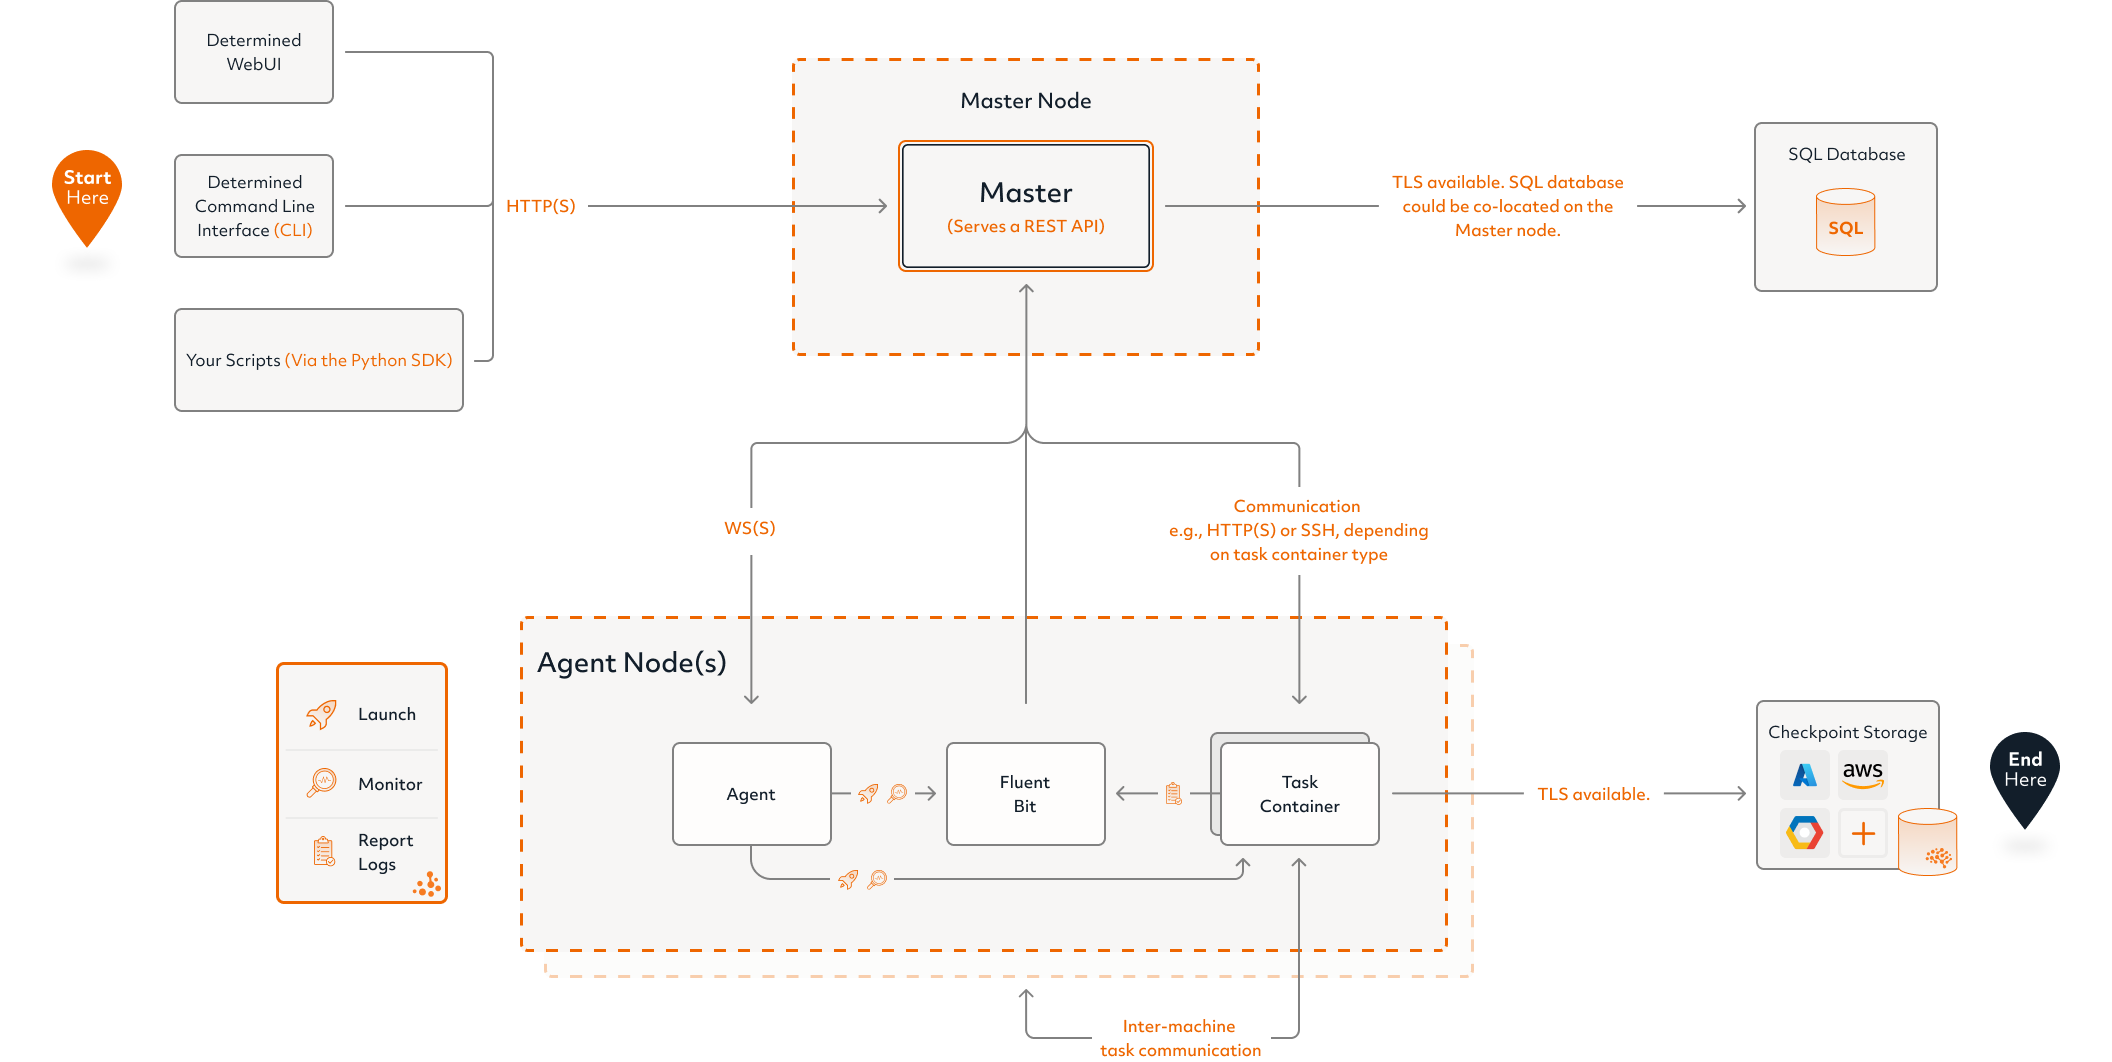 Determined
WebUI
Start
Here
Determined
Command Line
Interface (CLI)
Your Scripts (Via the Python SDK)
HTTP(S)
Master Node
Master
(Serves a REST API)
TLS available. SQL database
could be co-located on the
Master node.
SQL Database
SQL
WS(S)
Communication
e.g., HTTP(S) or SSH, depending
on task container type
Launch
Monitor
Report
Logs
Agent Node(s)
Agent
Fluent
Bit
Task
Container
TLS available.
Checkpoint Storage
aws
End
Here
Inter-machine
task communication